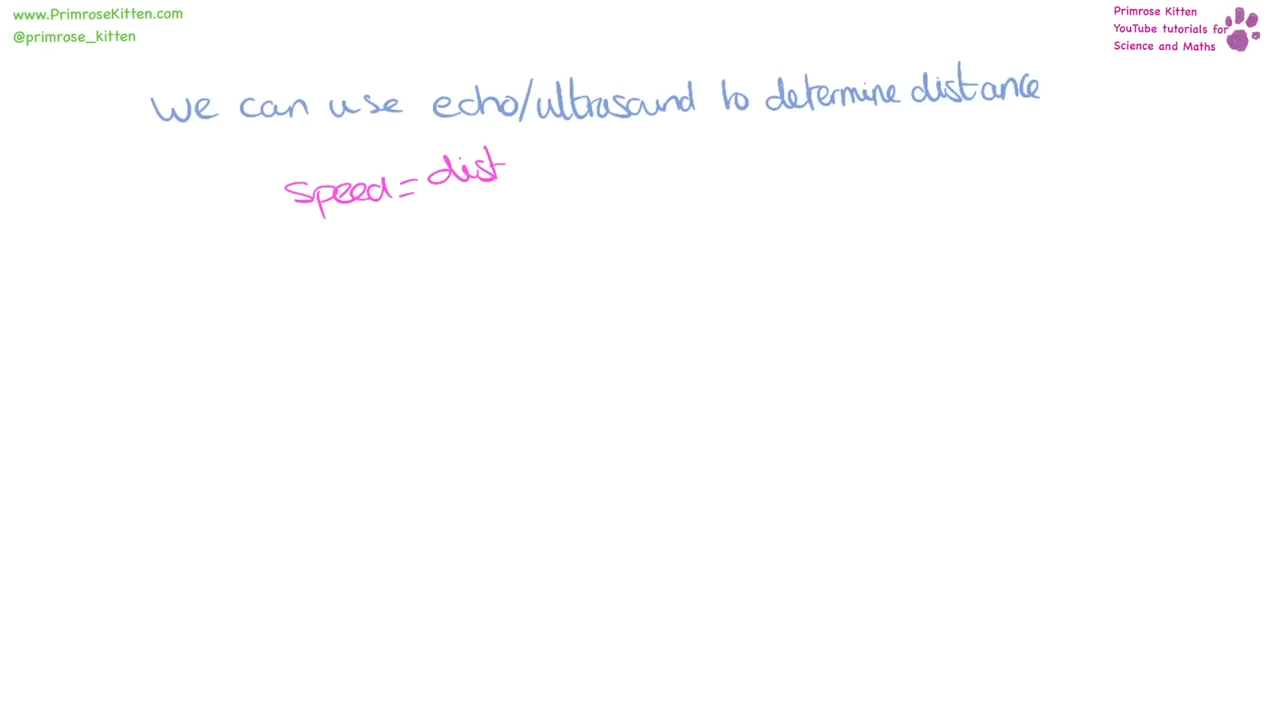 www.PrimroseKitten.com
@primrose_kitten
Primrose Kitten
YouTube tutorials for
Science and Maths
We can use echo/ultrasound to determine distance
speed = dist